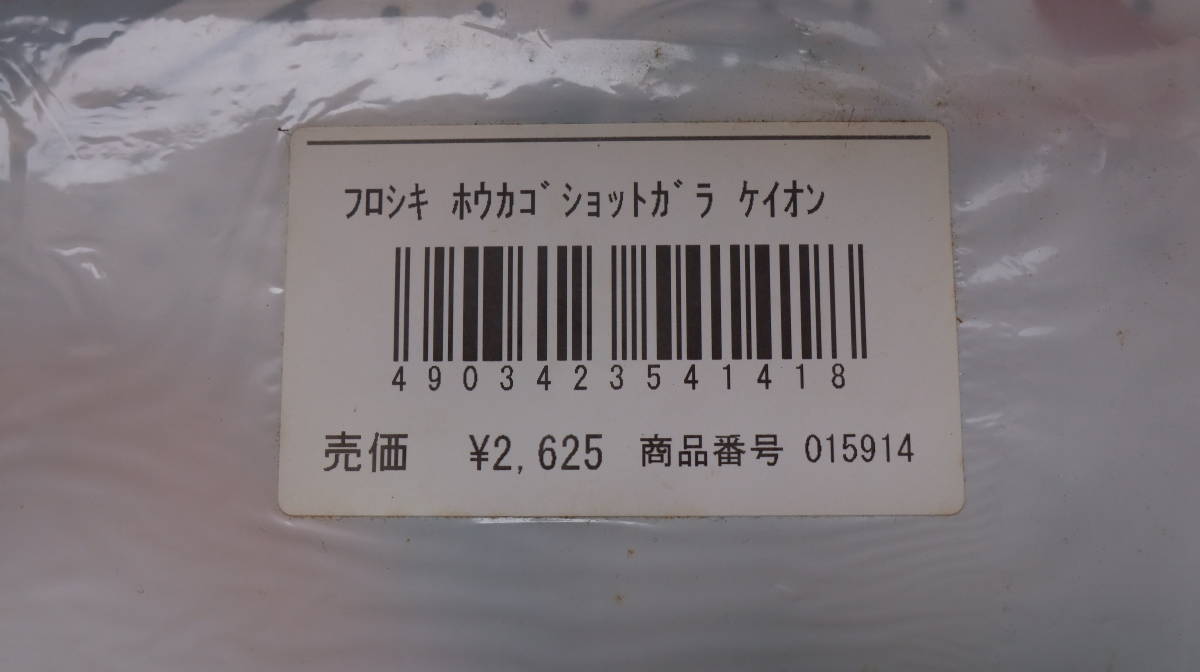 ﾌﾛｼｷ ﾎｳｶｺﾞｼｮｯﾄｶﾞﾗ ｹｲｵﾝ
4903423541418
売価 ¥2,625 商品番号 015914